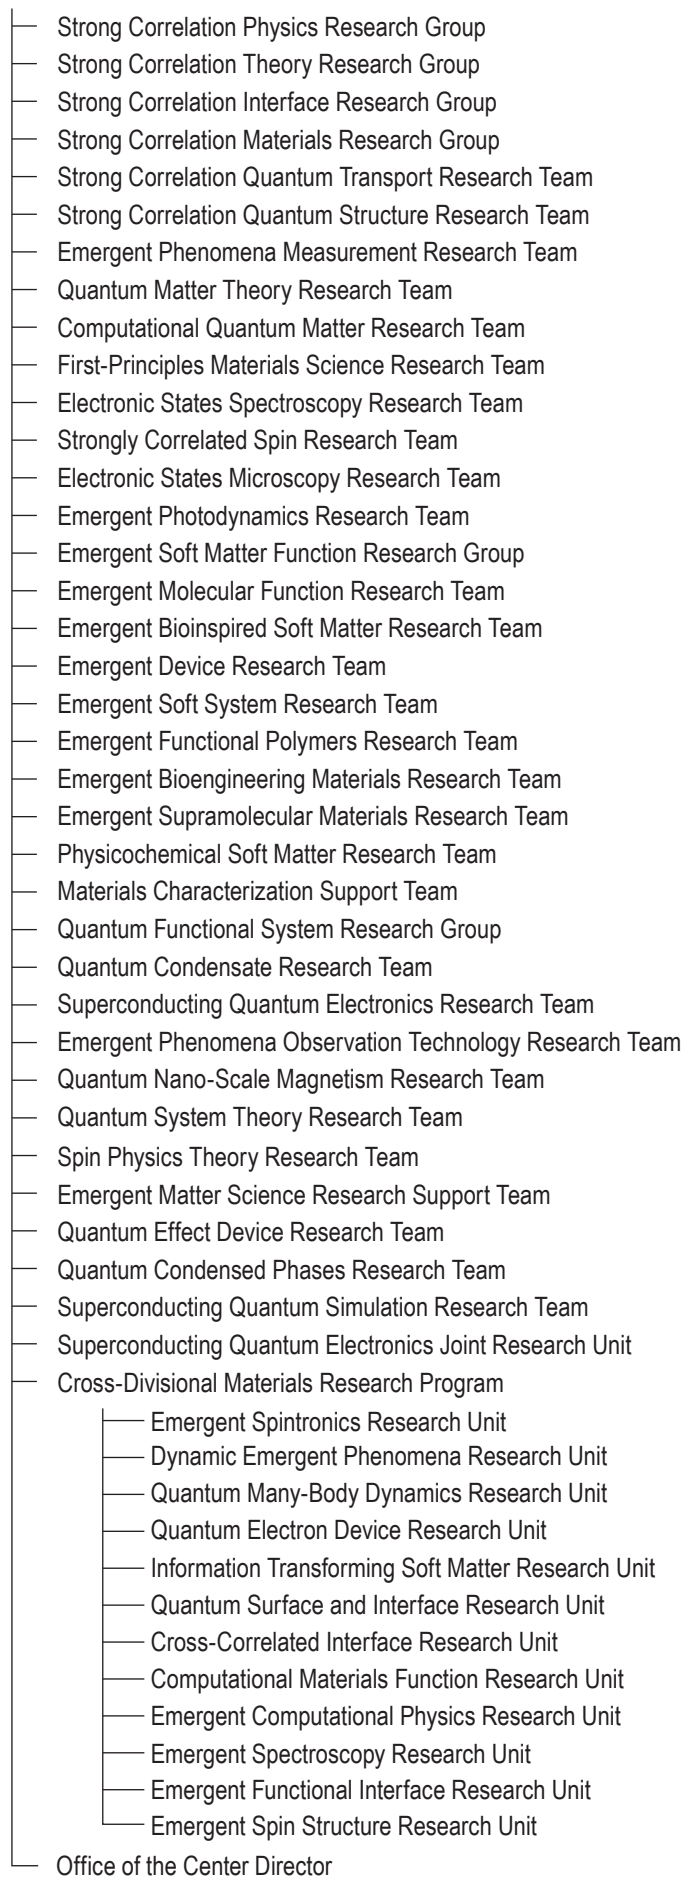 Strong Correlation Physics Research Group
Strong Correlation Theory Research Group
Strong Correlation Interface Research Group
Strong Correlation Materials Research Group
Strong Correlation Quantum Transport Research Team
Strong Correlation Quantum Structure Research Team
Emergent Phenomena Measurement Research Team
Quantum Matter Theory Research Team
Computational Quantum Matter Research Team
First-Principles Materials Science Research Team
Electronic States Spectroscopy Research Team
Strongly Correlated Spin Research Team
Electronic States Microscopy Research Team
Emergent Photodynamics Research Team
Emergent Soft Matter Function Research Group
Emergent Molecular Function Research Team
Emergent Bioinspired Soft Matter Research Team
Emergent Device Research Team
Emergent Soft System Research Team
Emergent Functional Polymers Research Team
Emergent Bioengineering Materials Research Team
Emergent Supramolecular Materials Research Team
Physicochemical Soft Matter Research Team
Materials Characterization Support Team
Quantum Functional System Research Group
Quantum Condensate Research Team
Superconducting Quantum Electronics Research Team
Emergent Phenomena Observation Technology Research Team
Quantum Nano-Scale Magnetism Research Team
Quantum System Theory Research Team
Spin Physics Theory Research Team
Emergent Matter Science Research Support Team
Quantum Effect Device Research Team
Quantum Condensed Phases Research Team
Superconducting Quantum Simulation Research Team
Superconducting Quantum Electronics Joint Research Unit
Cross-Divisional Materials Research Program
Emergent Spintronics Research Unit
Dynamic Emergent Phenomena Research Unit
Quantum Many-Body Dynamics Research Unit
Quantum Electron Device Research Unit
Information Transforming Soft Matter Research Unit
Quantum Surface and Interface Research Unit
Cross-Correlated Interface Research Unit
Computational Materials Function Research Unit
Emergent Computational Physics Research Unit
Emergent Spectroscopy Research Unit
Emergent Functional Interface Research Unit
Emergent Spin Structure Research Unit
Office of the Center Director